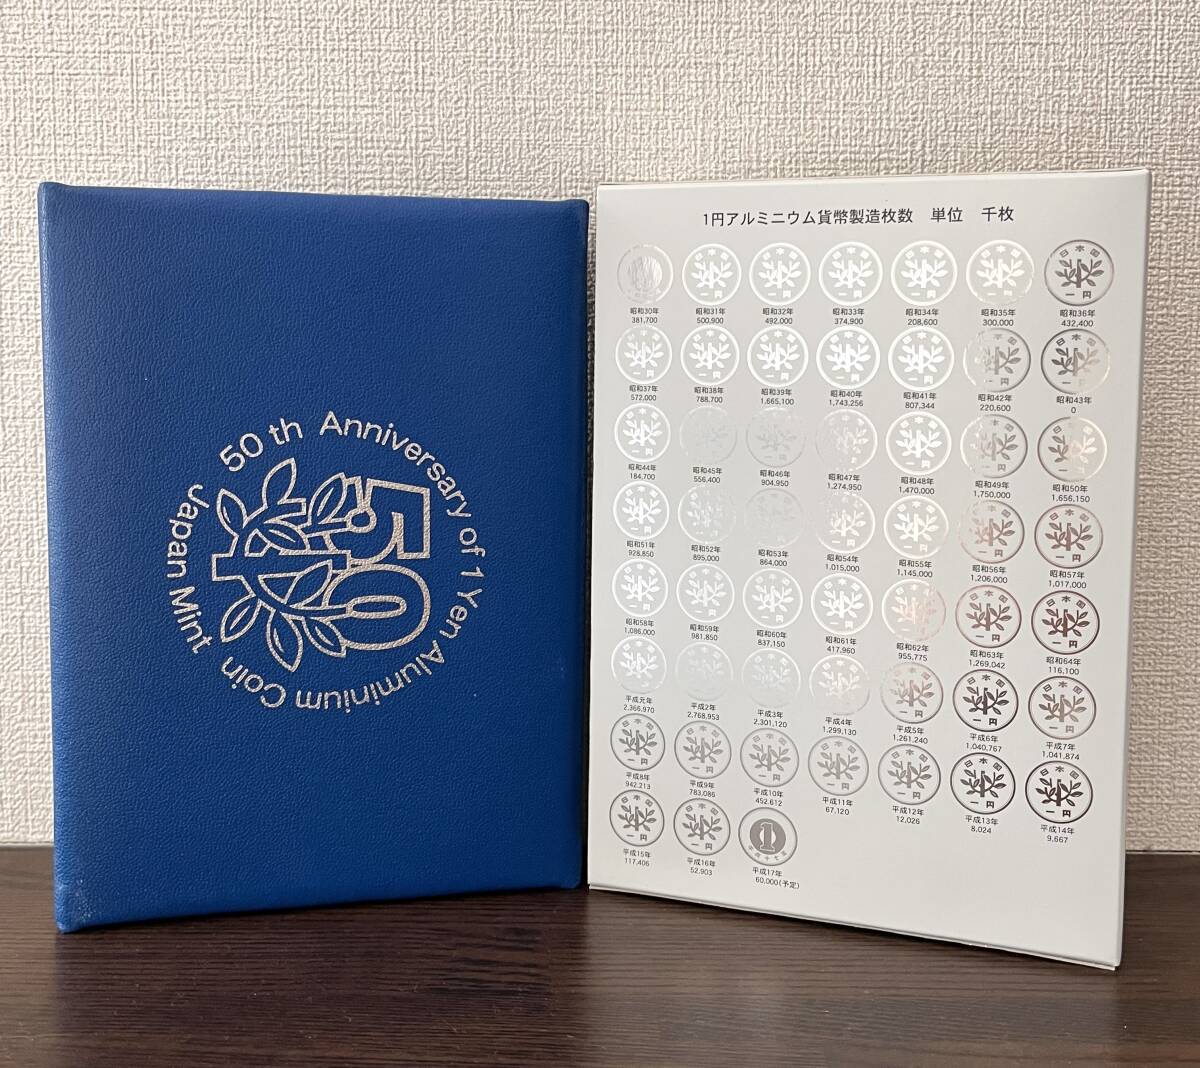 50th Anniversary of 1 Yen Aluminium Coin
Japan Mint
50
1円アルミニウム貨幣製造枚数 単位 千枚
昭和30年 昭和31年 昭和32年 昭和33年 昭和34年 昭和35年 昭和36年
381,700 500,900 492,000 374,900 208,600 300,000 432,400
昭和37年 昭和38年 昭和39年 昭和40年 昭和41年 昭和42年 昭和43年
572,000 788,700 1,665,100 1,743,256 807,344 220,600 0
昭和44年 昭和45年 昭和46年 昭和47年 昭和48年 昭和49年 昭和50年
184,700 556,400 904,950 1,274,950 1,470,000 1,750,000 1,656,150
昭和51年 昭和52年 昭和53年 昭和54年 昭和55年 昭和56年 昭和57年
928,850 895,000 864,000 1,015,000 1,145,000 1,206,000 1,017,000
昭和58年 昭和59年 昭和60年 昭和61年 昭和62年 昭和63年 昭和64年
1,086,000 981,850 837,150 417,960 955,775 1,269,042 116,100
平成元年 平成2年 平成3年 平成4年 平成5年 平成6年 平成7年
2,366,970 2,768,953 2,301,120 1,299,130 1,261,240 1,040,767 1,041,874
平成8年 平成9年 平成10年 平成11年 平成12年 平成13年 平成14年
942,213 783,086 452,612 67,120 12,026 8,024 9,667
平成15年 平成16年 平成17年
117,406 52,903 60,000(予定)
日本国
一円
1
平成十七年